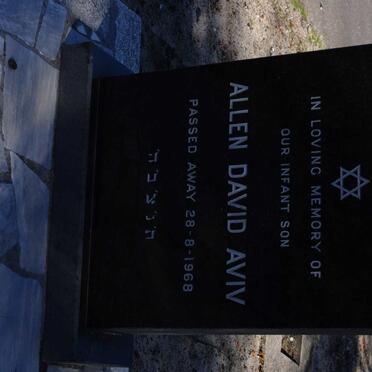 IN LOVING MEMORY OF
OUR INFANT SON
ALLEN DAVID AVIV
PASSED AWAY 28-8-1968
ת׳ נ׳ צ׳ ב׳ ה׳